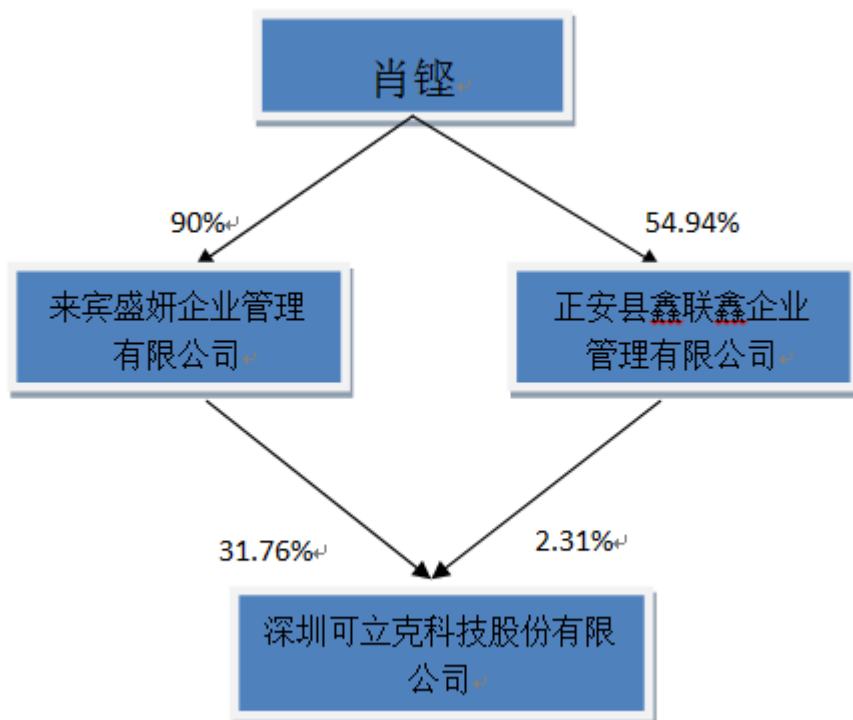 肖铿
90%
54.94%
来宾盛妍企业管理
有限公司
正安县鑫联鑫企业
管理有限公司
31.76%
2.31%
深圳可立克科技股份有限
公司